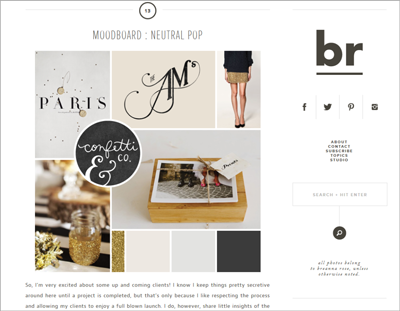 13
MOODBOARD : NEUTRAL POP
PARIS
THE AM's
confetti
& CO.
Presets
So, I'm very excited about some up and coming clients! I know I keep things pretty secretive
around here until a project is completed, but that's only because I like respecting the process
and allowing my clients to enjoy a full blown launch. I do, however, share little insights of the
br
ABOUT
CONTACT
SUBSCRIBE
TOPICS
STUDIO
SEARCH + HIT ENTER
all photos belong
to breanna rose, unless
otherwise noted.